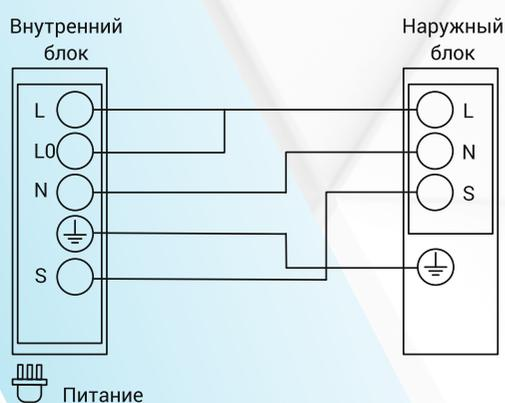 Внутренний
блок
Наружный
блок
L
L0
N
S
L
N
S
Питание